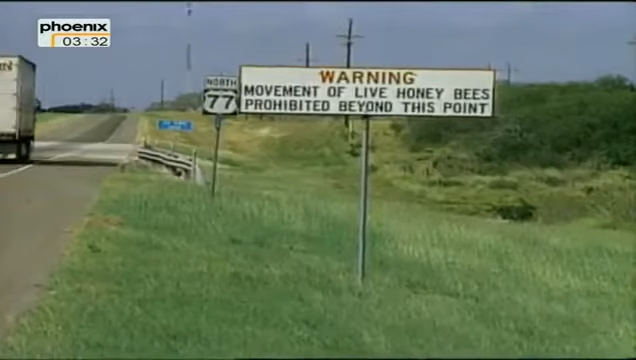 phoenix
03:32
NORTH
77
WARNING
MOVEMENT OF LIVE HONEY BEES
PROHIBITED BEYOND THIS POINT